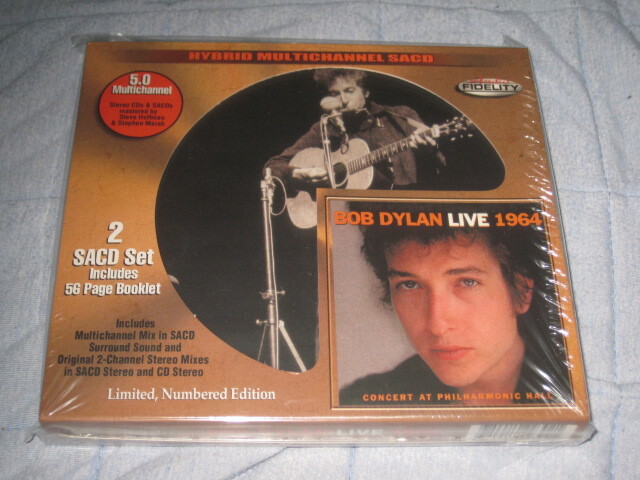 HYBRID MULTICHANNEL SACD
5.0
Multichannel
Stereo CDs & SACDs
mastered by
Steve Hoffman
& Stephen Marsh
FIDELITY
BOB DYLAN LIVE 1964
2
SACD Set
Includes
56 Page Booklet
Includes
Multichannel Mix in SACD
Surround Sound and
Original 2-Channel Stereo Mixes
in SACD Stereo and CD Stereo
Limited, Numbered Edition
CONCERT AT PHILHARMONIC HALL
LIVE